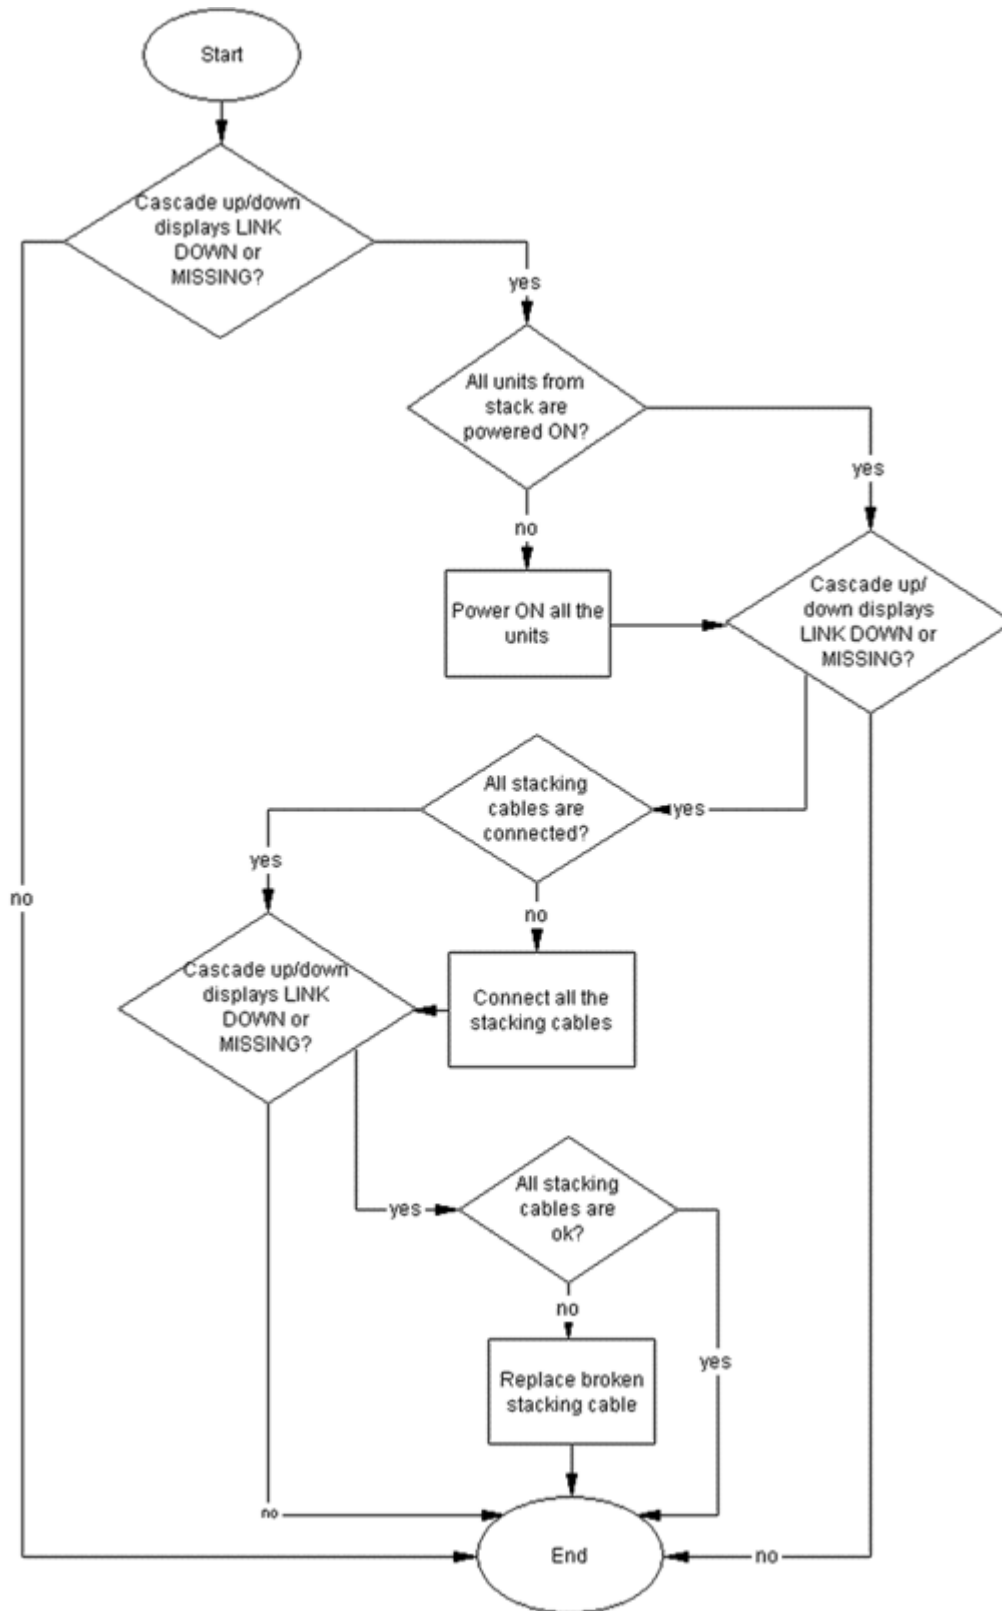 Start
Cascade up/down
displays LINK
DOWN or
MISSING?
yes
All units from
stack are
powered ON?
yes
no
Power ON all the
units
Cascade up/
down displays
LINK DOWN or
MISSING?
All stacking
cables are
connected?
yes
yes
no
no
Cascade up/down
displays LINK
DOWN or
MISSING?
Connect all the
stacking cables
All stacking
cables are
ok?
yes
no
yes
Replace broken
stacking cable
no
End
no